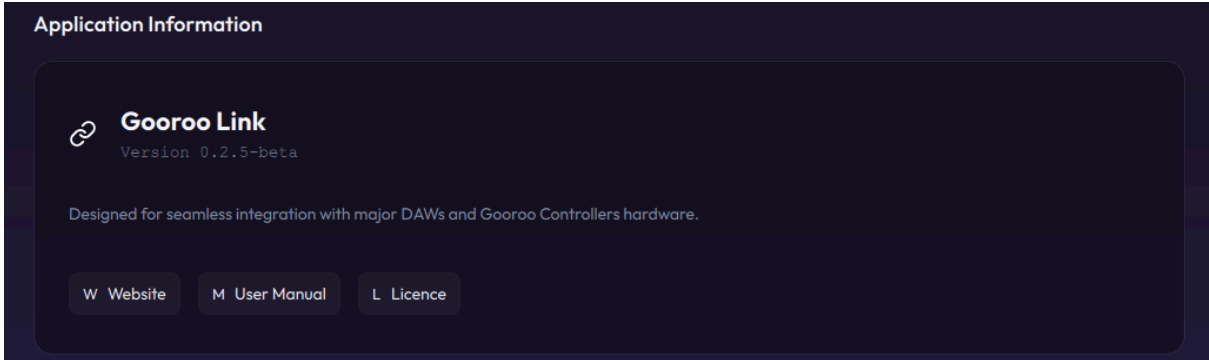 Application Information
Gooroo Link
Version 0.2.5-beta
Designed for seamless integration with major DAWs and Gooroo Controllers hardware.
W Website M User Manual L Licence